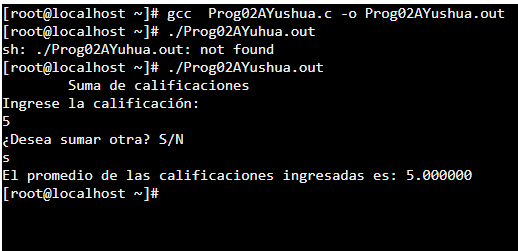 [root@localhost ~]# gcc  Prog02AYushua.c -o Prog02AYushua.out
[root@localhost ~]# ./Prog02AYuhua.out
sh: ./Prog02AYuhua.out: not found
[root@localhost ~]# ./Prog02AYushua.out
        Suma de calificaciones
Ingrese la calificación:
5
¿Desea sumar otra? S/N
s
El promedio de las calificaciones ingresadas es: 5.000000
[root@localhost ~]#